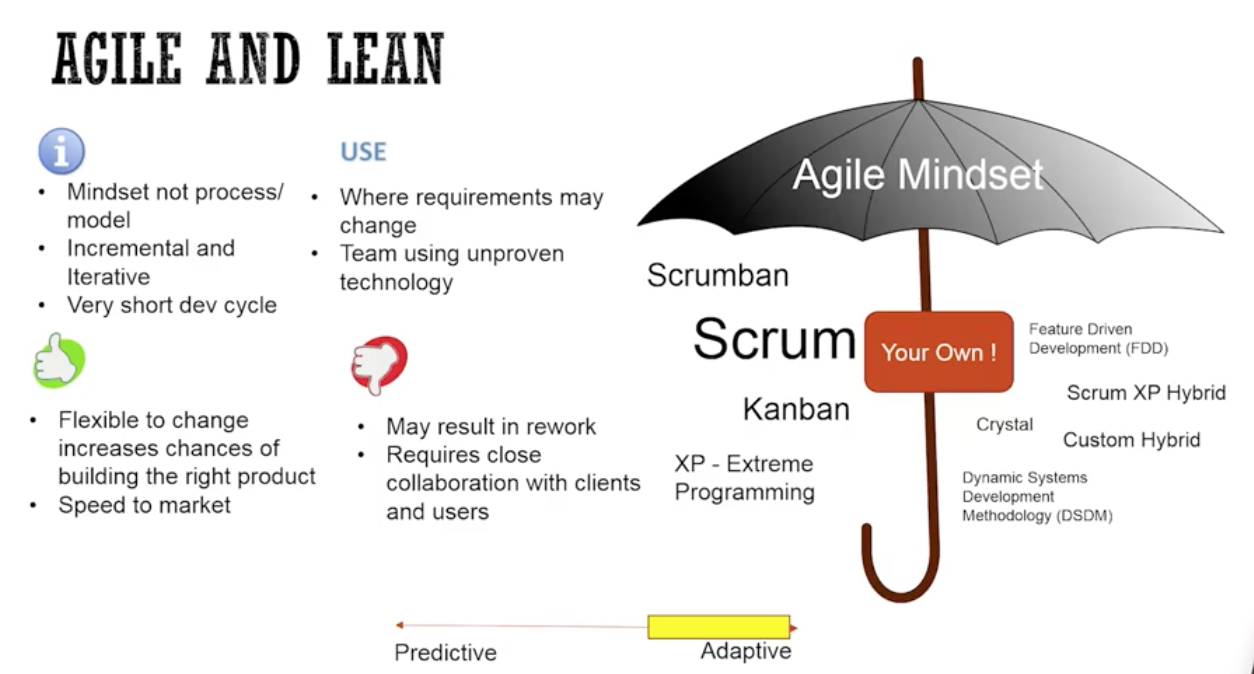 AGILE AND LEAN
i
• Mindset not process/
model
• Incremental and
Iterative
• Very short dev cycle
USE
• Where requirements may
change
• Team using unproven
technology
• Flexible to change
increases chances of
building the right product
• Speed to market
• May result in rework
• Requires close
collaboration with clients
and users
Agile Mindset
Scrumban
Scrum
Your Own !
Feature Driven
Development (FDD)
Scrum XP Hybrid
Kanban
Crystal
Custom Hybrid
XP - Extreme
Programming
Dynamic Systems
Development
Methodology (DSDM)
Predictive
Adaptive